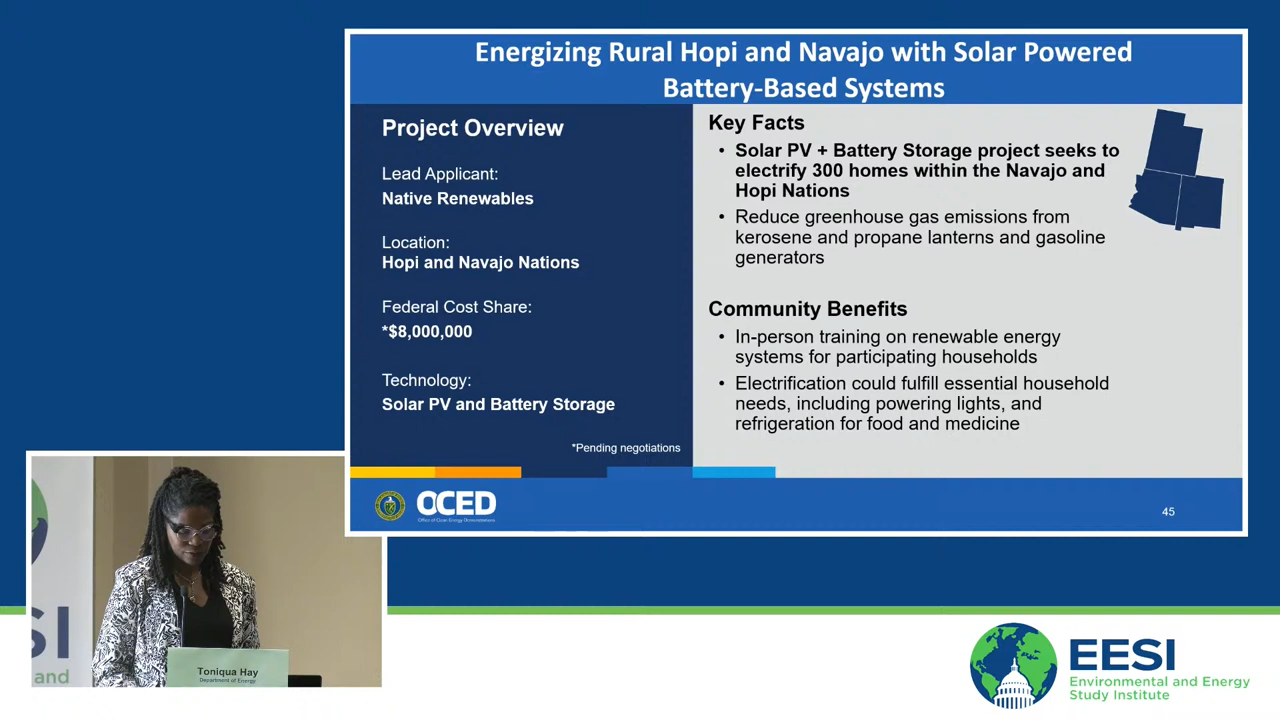 Energizing Rural Hopi and Navajo with Solar Powered
Battery-Based Systems
Project Overview
Lead Applicant:
Native Renewables
Location:
Hopi and Navajo Nations
Federal Cost Share:
*$8,000,000
Technology:
Solar PV and Battery Storage
*Pending negotiations
Key Facts
• Solar PV + Battery Storage project seeks to
electrify 300 homes within the Navajo and
Hopi Nations
• Reduce greenhouse gas emissions from
kerosene and propane lanterns and gasoline
generators
Community Benefits
• In-person training on renewable energy
systems for participating households
• Electrification could fulfill essential household
needs, including powering lights, and
refrigeration for food and medicine
OCED
Office of Clean Energy Demonstrations
45
SI
and
Toniqua Hay
Department of Energy
EESI
Environmental and Energy
Study Institute